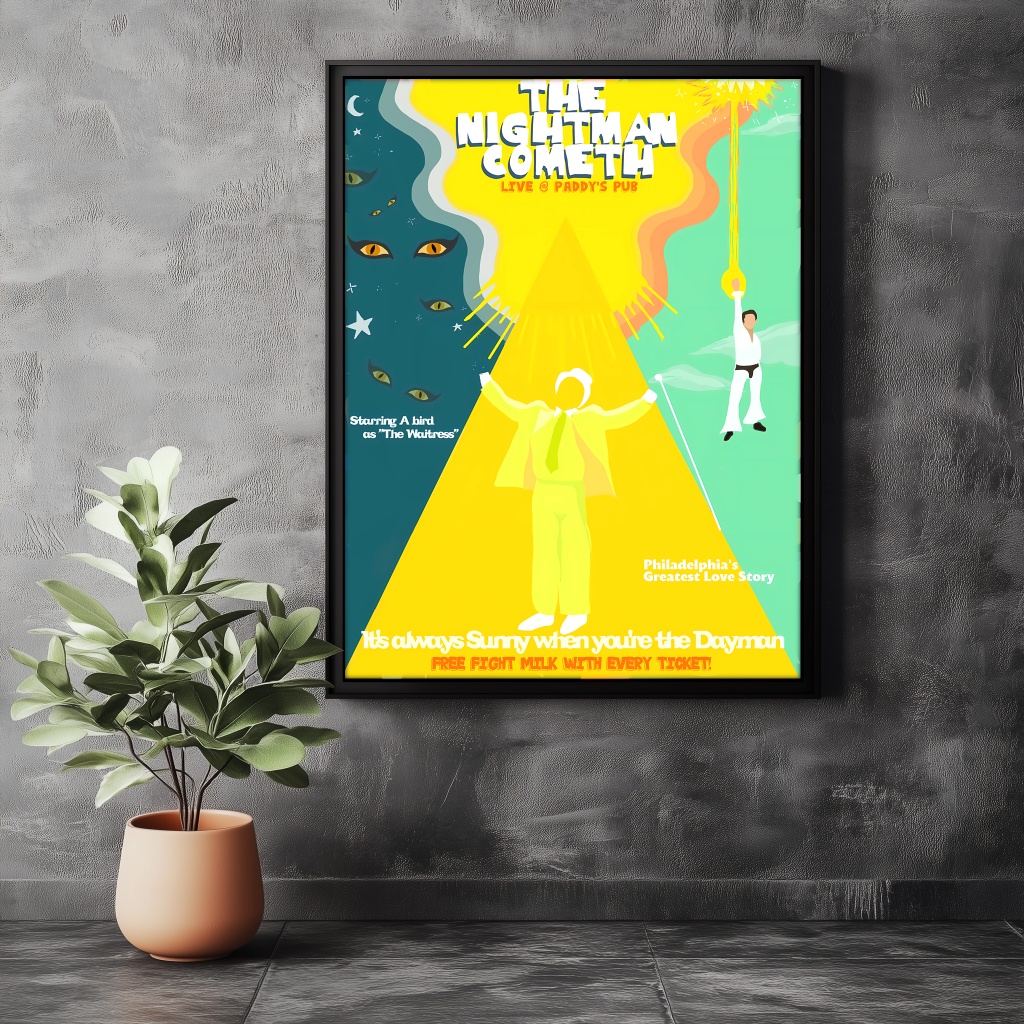 THE
NIGHTMAN
COMETH
LIVE @ PADDY'S PUB
Starring A bird
as "The Waitress"
Philadelphia's
Greatest Love Story
It's always Sunny when you're the Dayman
FREE FIGHT MILK WITH EVERY TICKET!